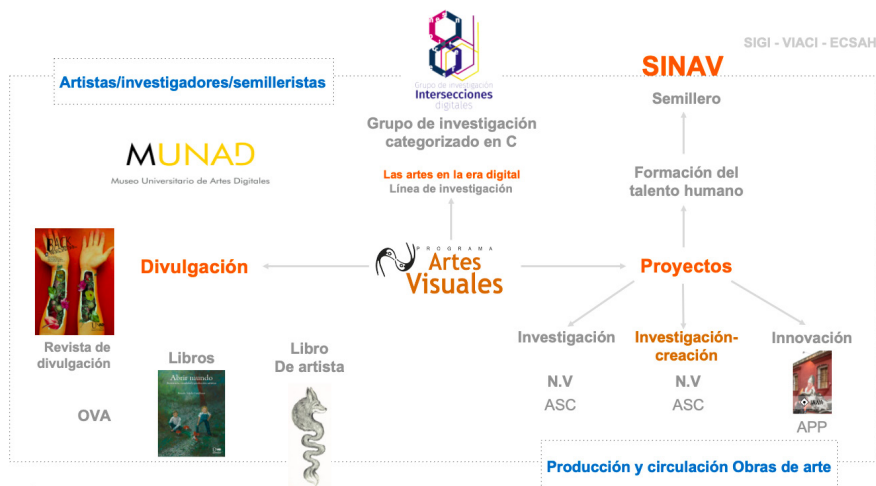 SIGI - VIACI - ECSAH
Artistas/investigadores/semilleristas
Grupo de investigación
Intersecciones
digitales
SINAV
Semillero
MUNAD
Museo Universitario de Artes Digitales
Grupo de investigación
categorizado en C
Las artes en la era digital
Línea de investigación
Formación del
talento humano
Divulgación
PROGRAMA
Artes
Visuales
Proyectos
Revista de
divulgación
Libros
Libro
De artista
OVA
Investigación
N.V
ASC
Investigación-
creación
N.V
ASC
Innovación
APP
Producción y circulación Obras de arte